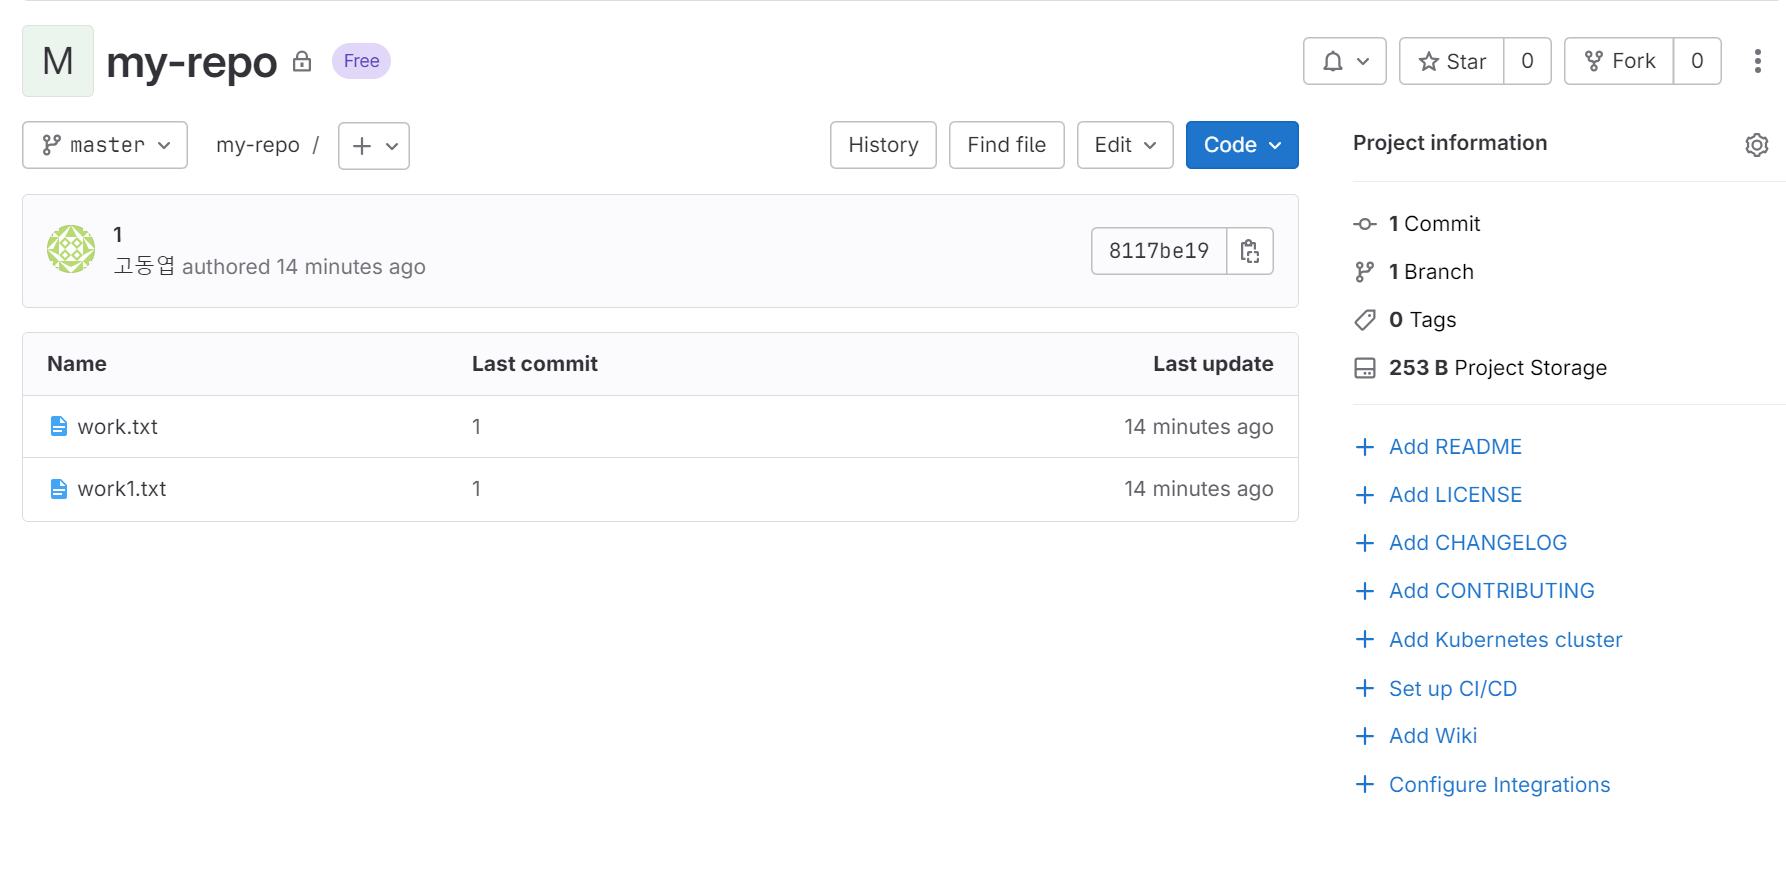 M my-repo Free
Star 0 Fork 0
master my-repo / History Find file Edit Code
1
고동엽 authored 14 minutes ago
8117be19
Name Last commit Last update
work.txt 1 14 minutes ago
work1.txt 1 14 minutes ago
Project information
1 Commit
1 Branch
0 Tags
253 B Project Storage
Add README
Add LICENSE
Add CHANGELOG
Add CONTRIBUTING
Add Kubernetes cluster
Set up CI/CD
Add Wiki
Configure Integrations